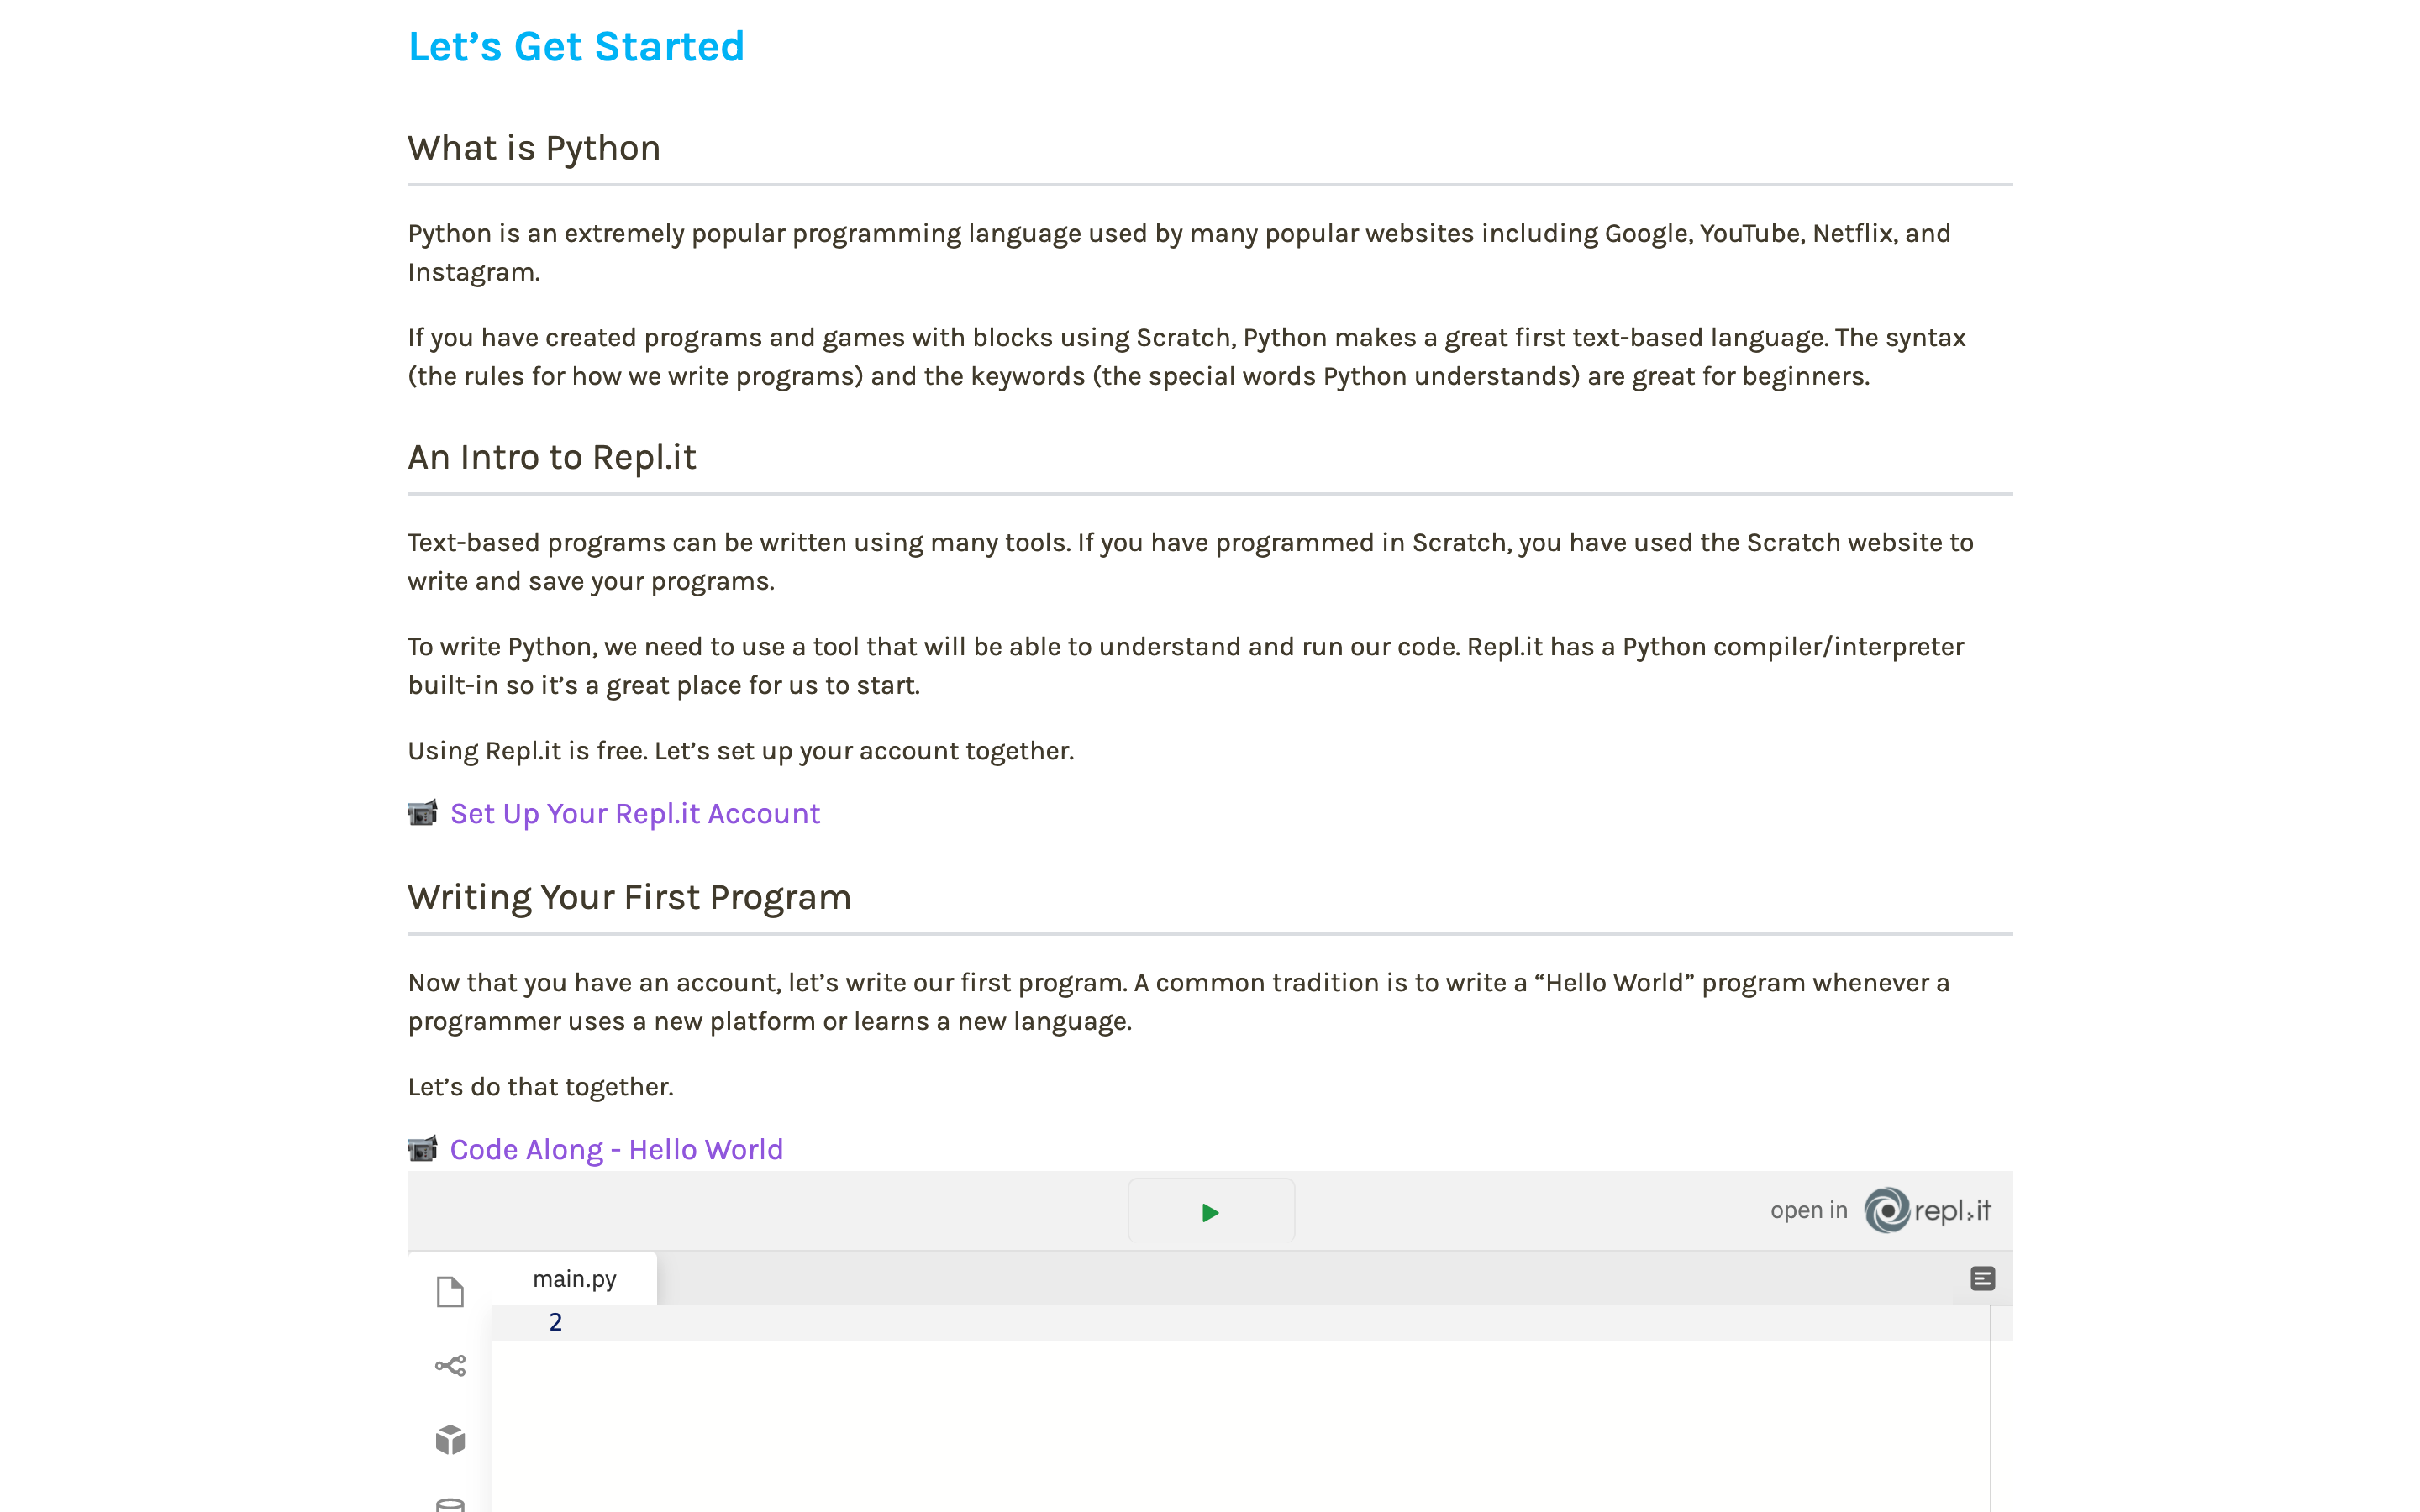 Let’s Get Started
What is Python
Python is an extremely popular programming language used by many popular websites including Google, YouTube, Netflix, and
Instagram.
If you have created programs and games with blocks using Scratch, Python makes a great first text-based language. The syntax
(the rules for how we write programs) and the keywords (the special words Python understands) are great for beginners.
An Intro to Repl.it
Text-based programs can be written using many tools. If you have programmed in Scratch, you have used the Scratch website to
write and save your programs.
To write Python, we need to use a tool that will be able to understand and run our code. Repl.it has a Python compiler/interpreter
built-in so it’s a great place for us to start.
Using Repl.it is free. Let’s set up your account together.
Set Up Your Repl.it Account
Writing Your First Program
Now that you have an account, let’s write our first program. A common tradition is to write a “Hello World” program whenever a
programmer uses a new platform or learns a new language.
Let’s do that together.
Code Along - Hello World
open in repl.it
main.py
2